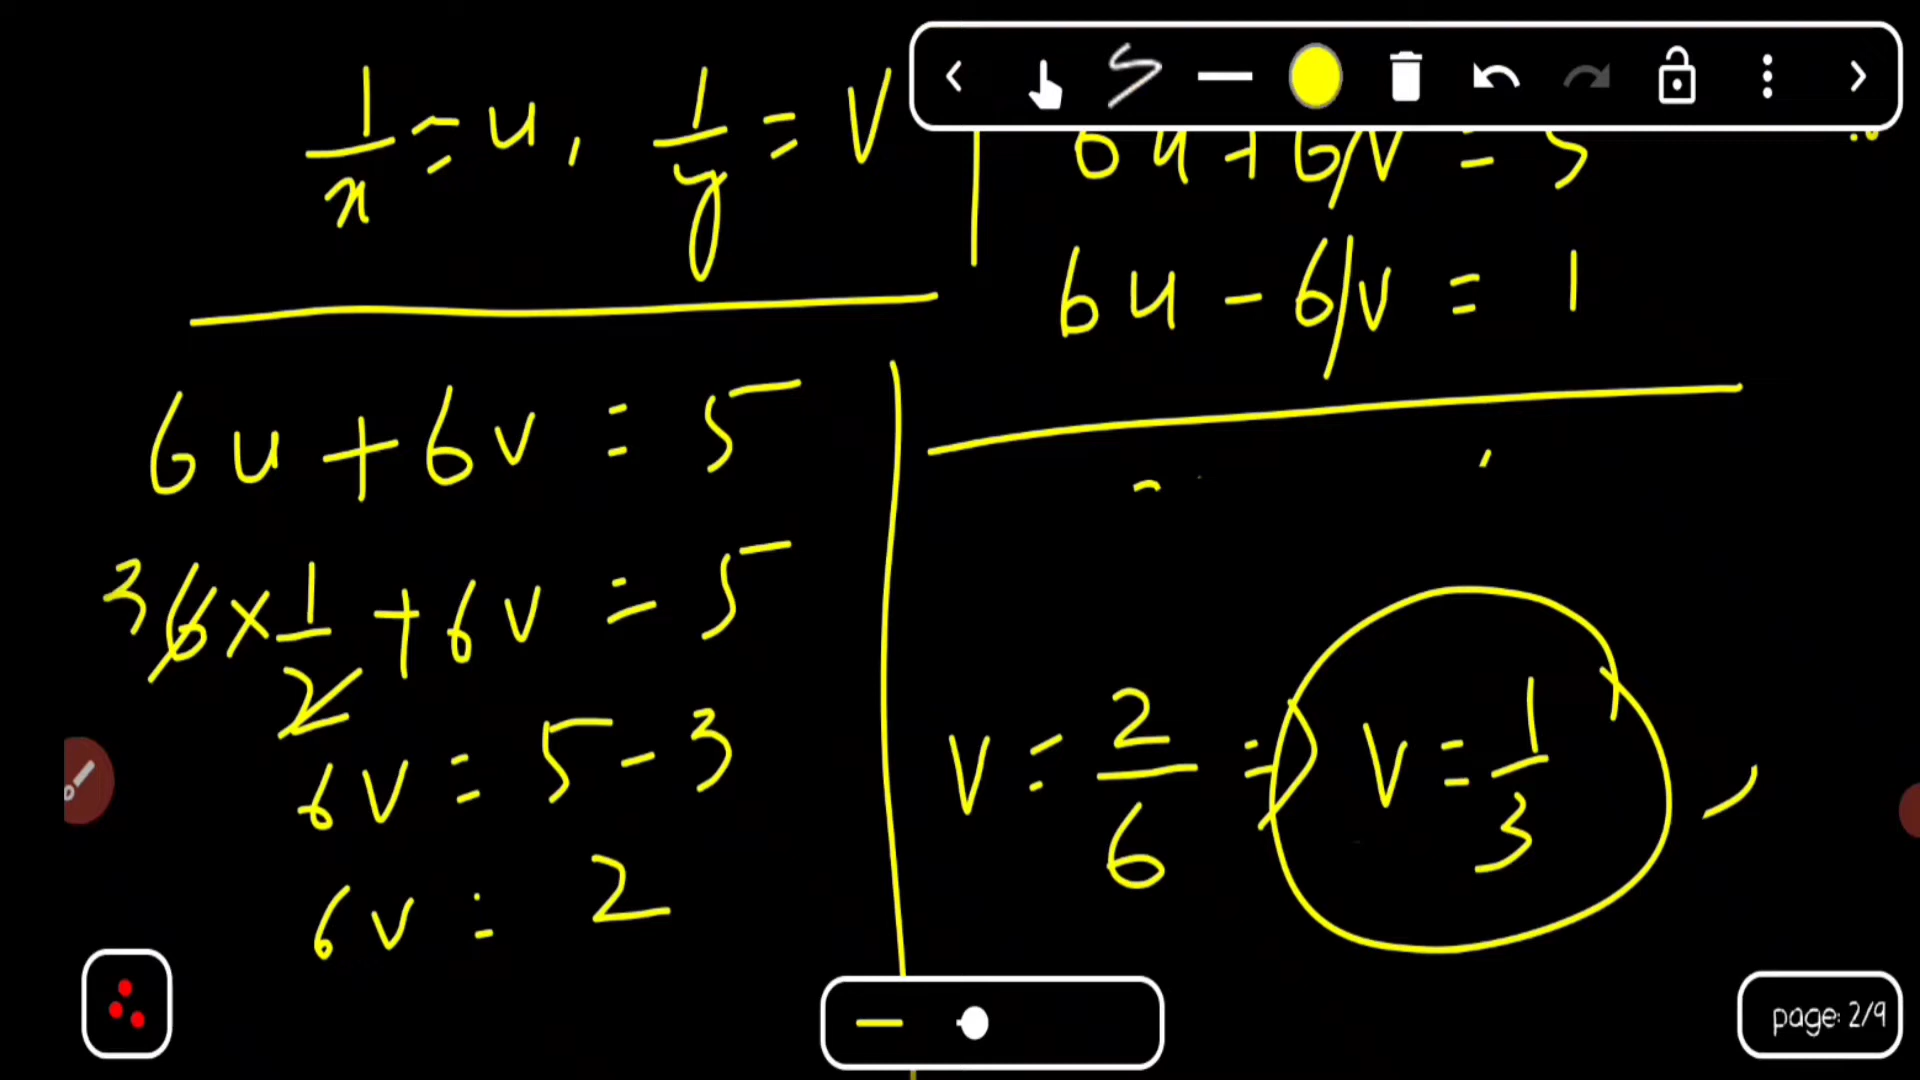 1/x = u, 1/y = V
6u + 6v = 5
6u - 6v = 1
6u + 6v = 5
3 6 × 1/2 + 6v = 5
6v = 5 - 3
6v = 2
V = 2/6 => V = 1/3
page: 2/9